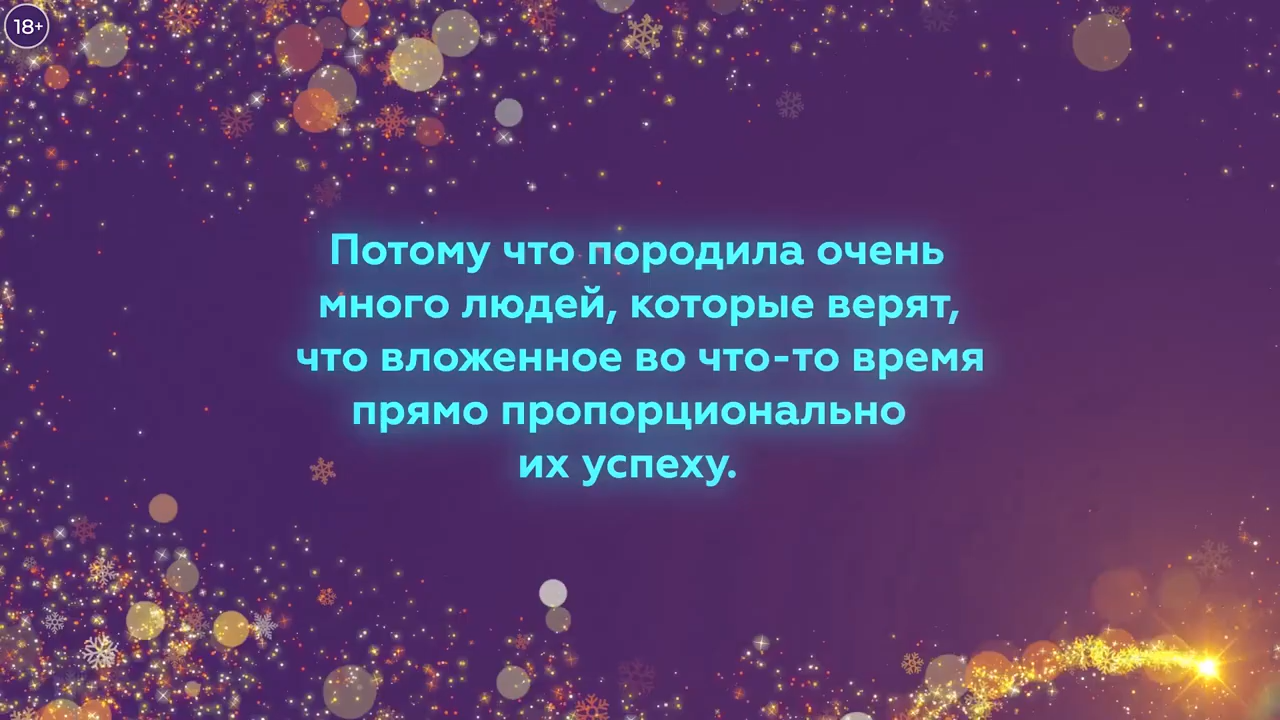 18+
Потому что породила очень
много людей, которые верят,
что вложенное во что-то время
прямо пропорционально
их успеху.